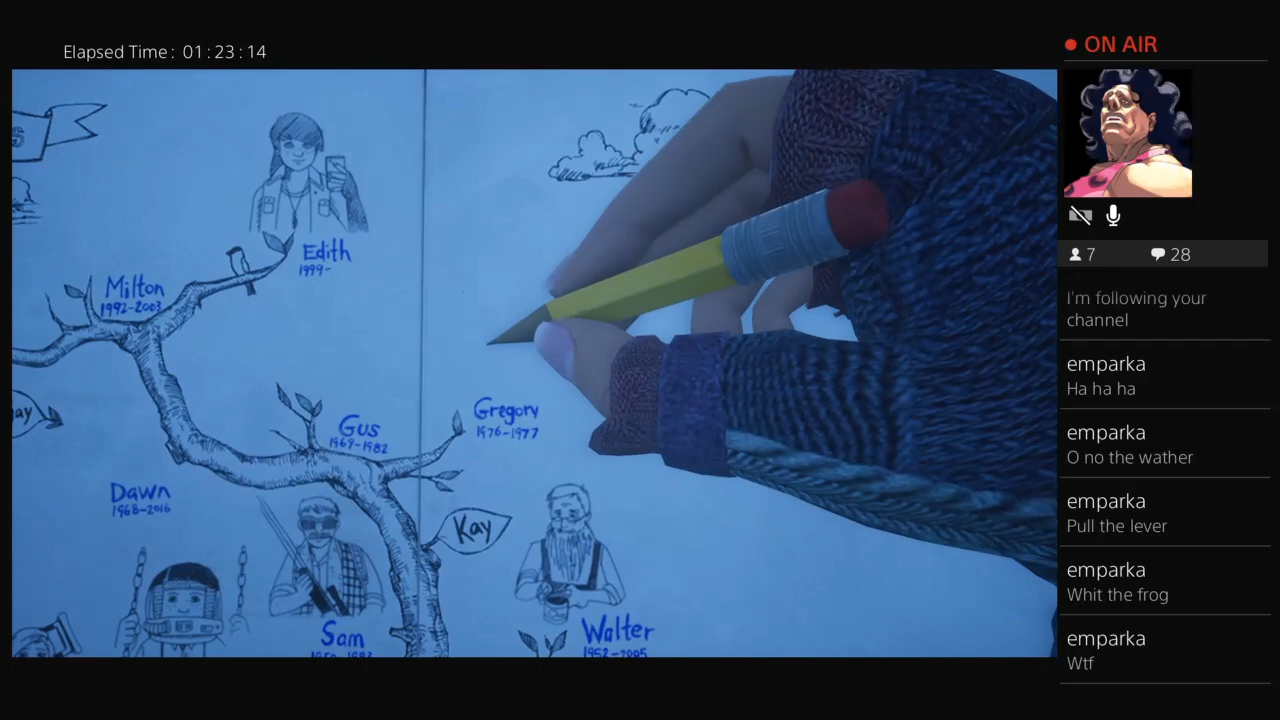 Elapsed Time: 01:23:14
ON AIR
7
28
I'm following your
channel
emparka
Ha ha ha
emparka
O no the wather
emparka
Pull the lever
emparka
Whit the frog
emparka
Wtf
S
Edith
1999-
Milton
1992-2003
Gus
1969-1982
Gregory
1976-1977
ay
Dawn
1968-2016
Kay
Sam
Walter
1952-2005